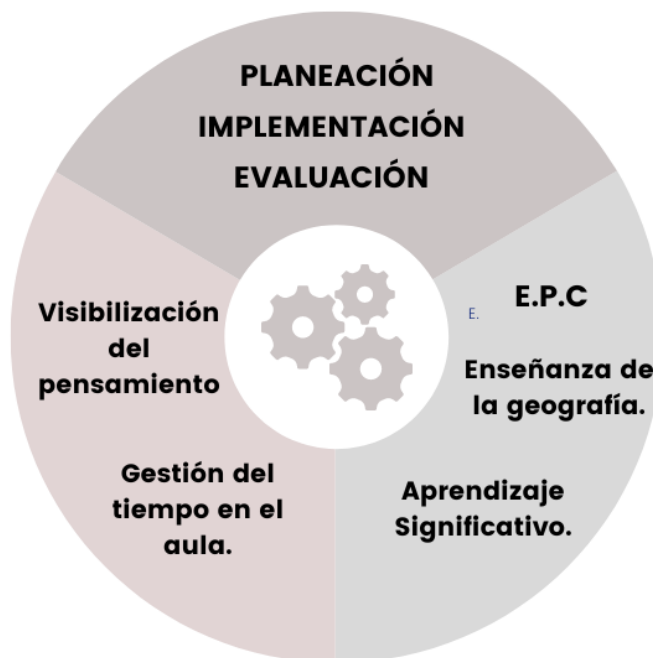 PLANEACIÓN
IMPLEMENTACIÓN
EVALUACIÓN
Visibilización
del
pensamiento
Gestión del
tiempo en el
aula.
E.P.C
E.
Enseñanza de
la geografía.
Aprendizaje
Significativo.